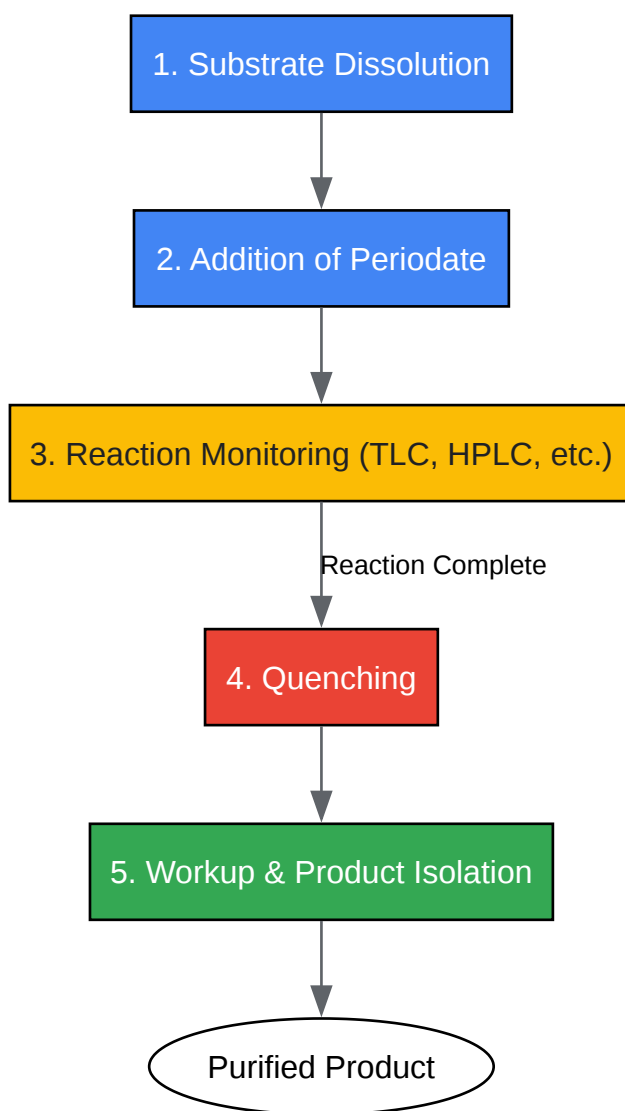 1. Substrate Dissolution
2. Addition of Periodate
3. Reaction Monitoring (TLC, HPLC, etc.)
Reaction Complete
4. Quenching
5. Workup & Product Isolation
Purified Product